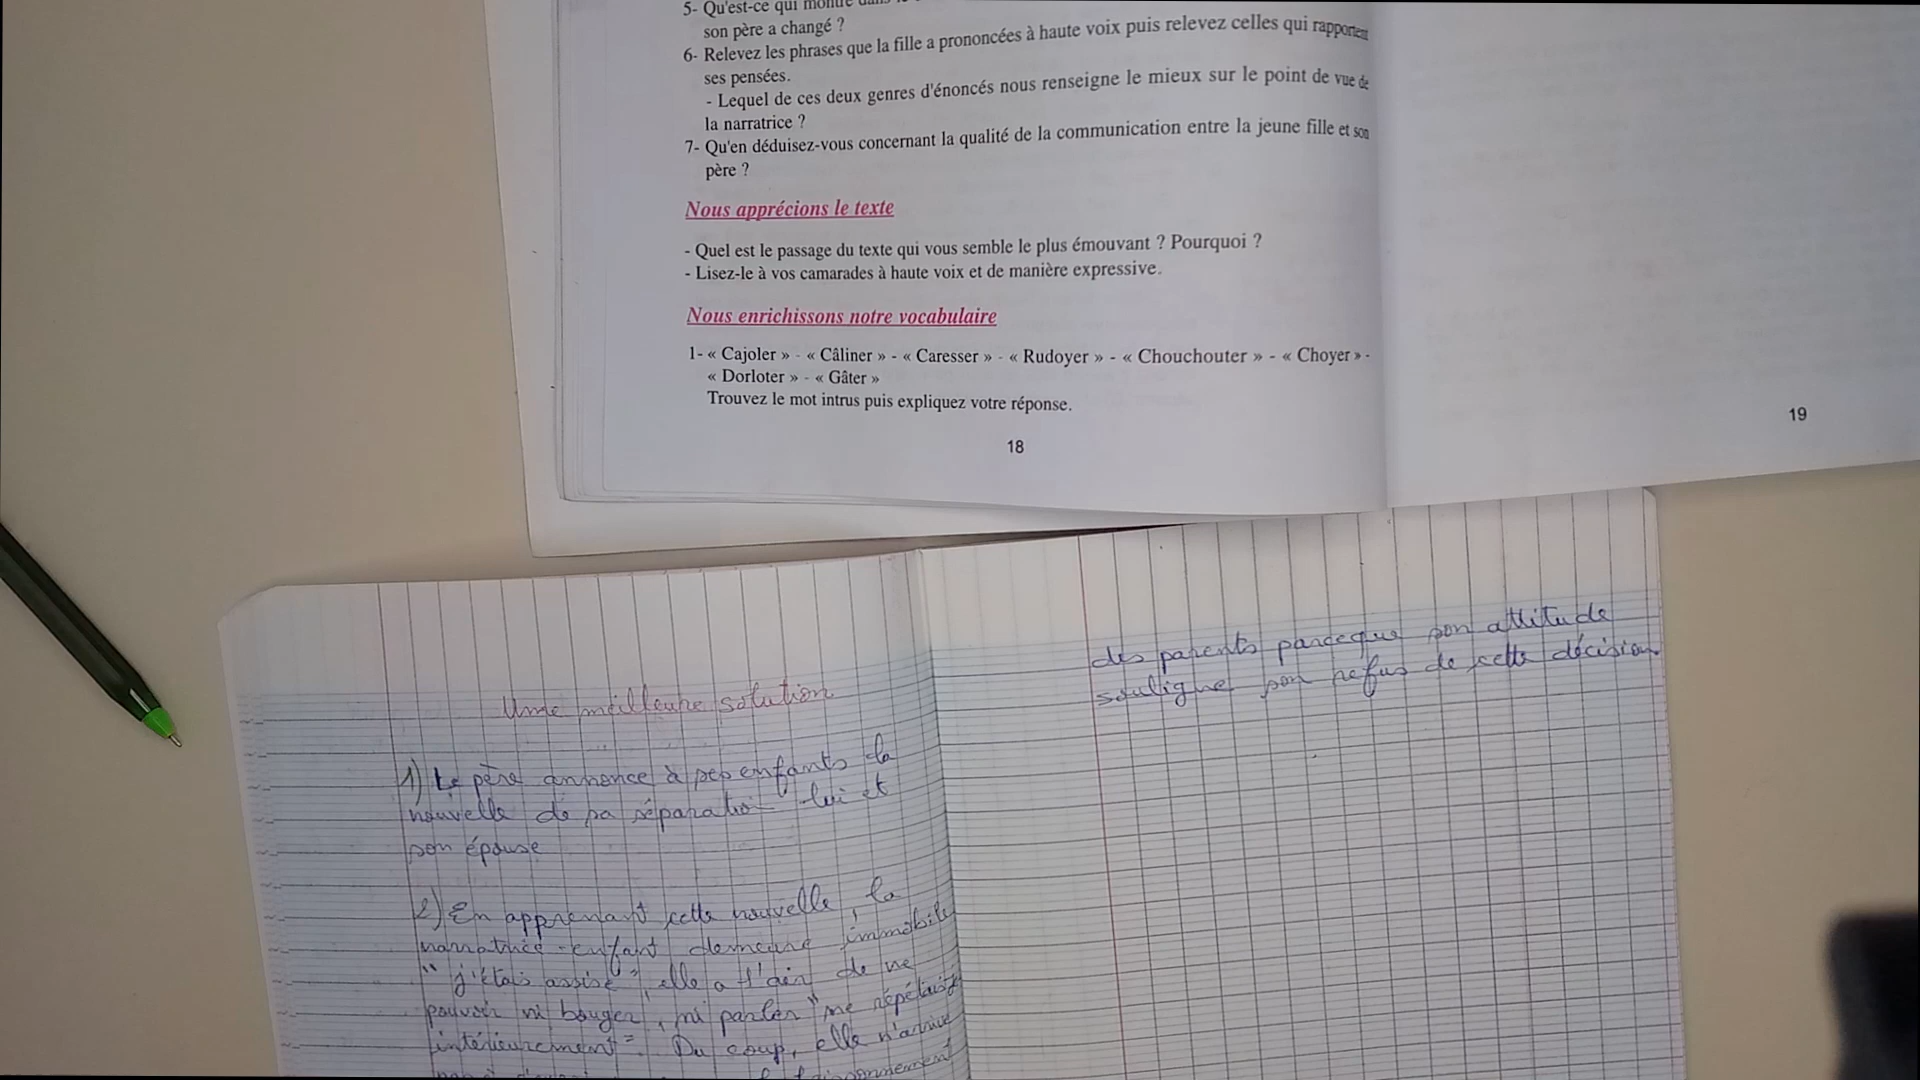 5- Qu'est-ce qui montre dans le
son père a changé ?
6- Relevez les phrases que la fille a prononcées à haute voix puis relevez celles qui rapportent
ses pensées.
- Lequel de ces deux genres d'énoncés nous renseigne le mieux sur le point de vue de
la narratrice ?
7- Qu'en déduisez-vous concernant la qualité de la communication entre la jeune fille et son
père ?
Nous apprécions le texte
- Quel est le passage du texte qui vous semble le plus émouvant ? Pourquoi ?
- Lisez-le à vos camarades à haute voix et de manière expressive.
Nous enrichissons notre vocabulaire
1- « Cajoler » - « Câliner » - « Caresser » - « Rudoyer » - « Chouchouter » - « Choyer » -
« Dorloter » - « Gâter »
Trouvez le mot intrus puis expliquez votre réponse.
18
19
Une meilleure solution
1) Le père annonce à ses enfants la
nouvelle de sa séparation lui et
son épouse
2) En apprenant cette nouvelle, la
narratrice-enfant demeure immobile
"j'étais assise", elle a l'air de ne
pouvoir ni bouger, ni parler "me répétais
intérieurement". Du coup, elle n'arrive
des parents parceque son attitude
souligne son refus de cette décision.